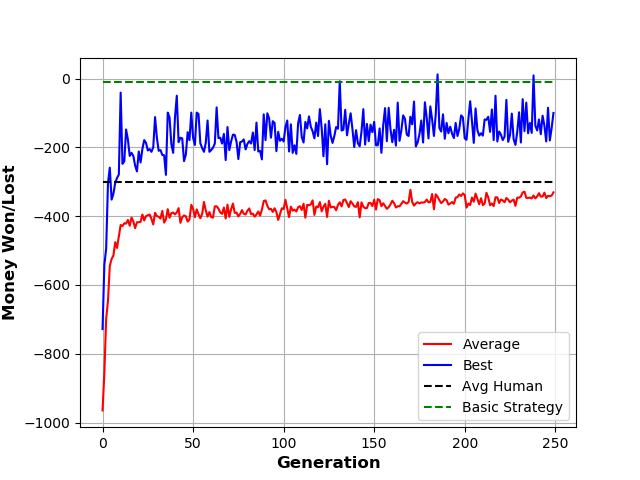 Money Won/Lost
0
−200
−400
−600
−800
−1000
0 50 100 150 200 250
Generation
Average
Best
Avg Human
Basic Strategy